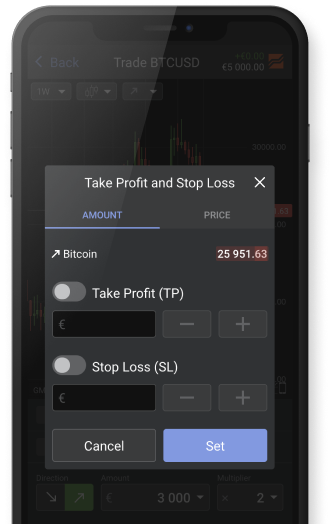 Back
Trade BTCUSD
€5 000.00
1W
30000.00
Take Profit and Stop Loss
AMOUNT
PRICE
Bitcoin
25 951.63
Take Profit (TP)
€
Stop Loss (SL)
€
Cancel
Set
Direction
Amount
Multiplier
€
3 000
×
2